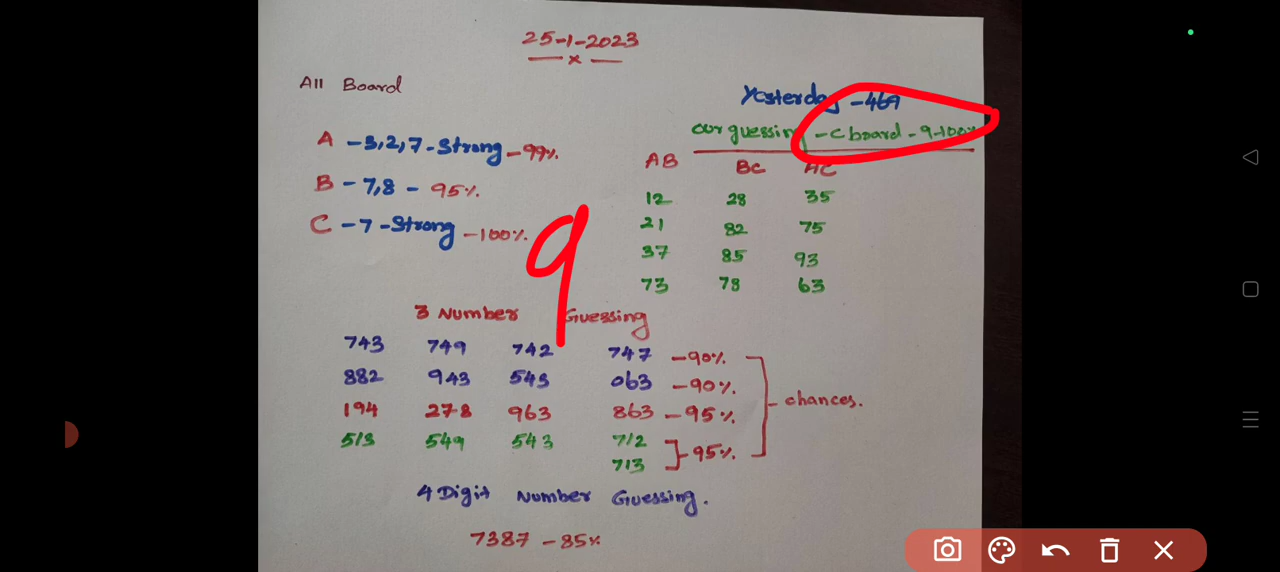 25-1-2023
x
All Board
Yesterday -469
our guessing -C board - 9-100%
A -3,2,7-Strong -99%
B - 7,8 - 95%
C -7 -Strong -100%
AB BC AC
12 28 35
21 82 75
37 85 93
73 78 63
9
3 Number Guessing
743 749 742 747 -90%
882 943 543 063 -90%
194 278 963 863 -95%
513 549 543 712
713 -95%
chances.
4 Digit Number Guessing.
7387 -85%